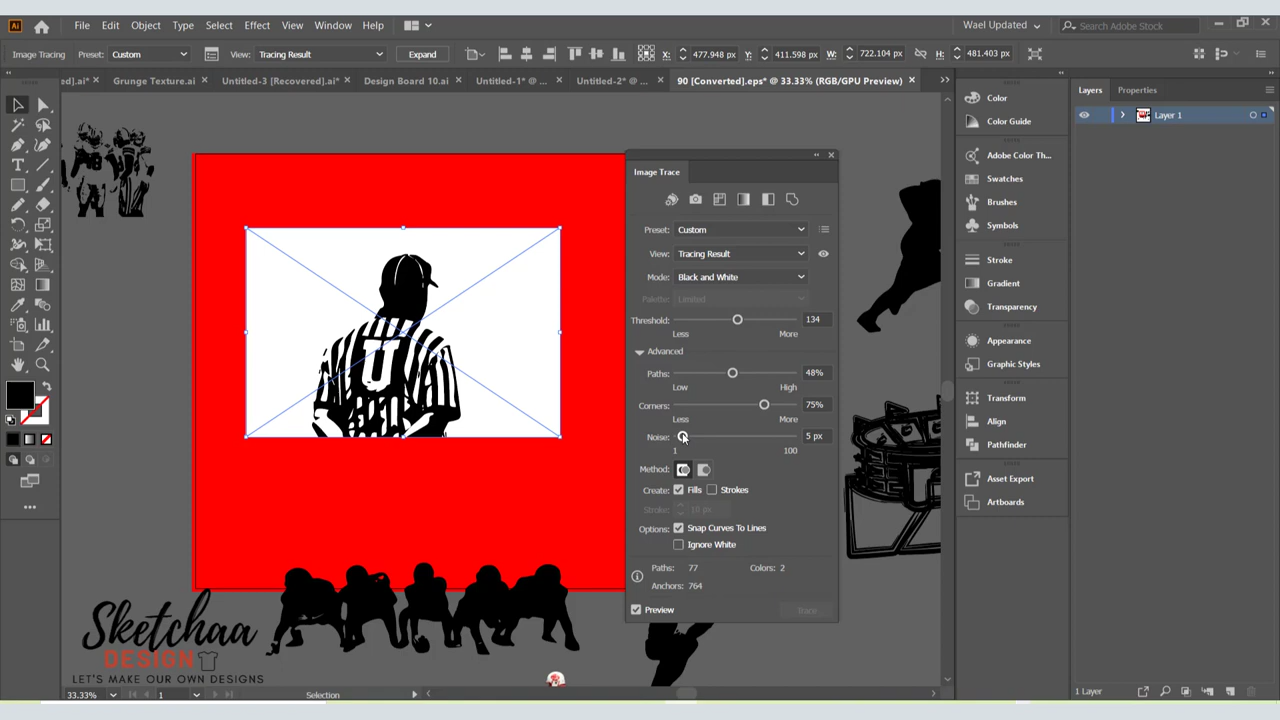 Ai File Edit Object Type Select Effect View Window Help Wael Updated Search Adobe Stock
Image Tracing Preset: Custom View: Tracing Result Expand X: 477.948 px Y: 411.598 px W: 722.104 px H: 481.403 px
ed].ai* × Grunge Texture.ai × Untitled-3 [Recovered].ai* × Design Board 10.ai × Untitled-1* @ ... × Untitled-2* @ ... × 90 [Converted].eps* @ 33.33% (RGB/GPU Preview) ×
Layers Properties
Layer 1
Color
Color Guide
Adobe Color Th...
Swatches
Brushes
Symbols
Stroke
Gradient
Transparency
Appearance
Graphic Styles
Transform
Align
Pathfinder
Asset Export
Artboards
Image Trace
Preset: Custom
View: Tracing Result
Mode: Black and White
Palette: Limited
Threshold: 134
Less More
Advanced
Paths: 48%
Low High
Corners: 75%
Less More
Noise: 5 px
1 100
Method:
Create: Fills Strokes
Stroke: 10 px
Options: Snap Curves To Lines
Ignore White
Paths: 77 Colors: 2
Anchors: 764
Preview Trace
U
Sketchaa
DESIGN
LET'S MAKE OUR OWN DESIGNS
33.33% 1 Selection
1 Layer